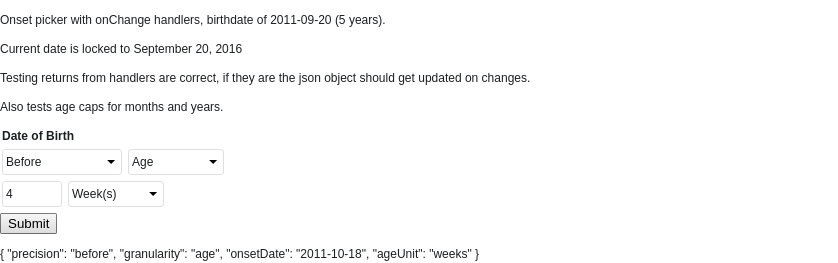 Onset picker with onChange handlers, birthdate of 2011-09-20 (5 years).
Current date is locked to September 20, 2016
Testing returns from handlers are correct, if they are the json object should get updated on changes.
Also tests age caps for months and years.
Date of Birth
Before Age
4 Week(s)
Submit
{ "precision": "before", "granularity": "age", "onsetDate": "2011-10-18", "ageUnit": "weeks" }